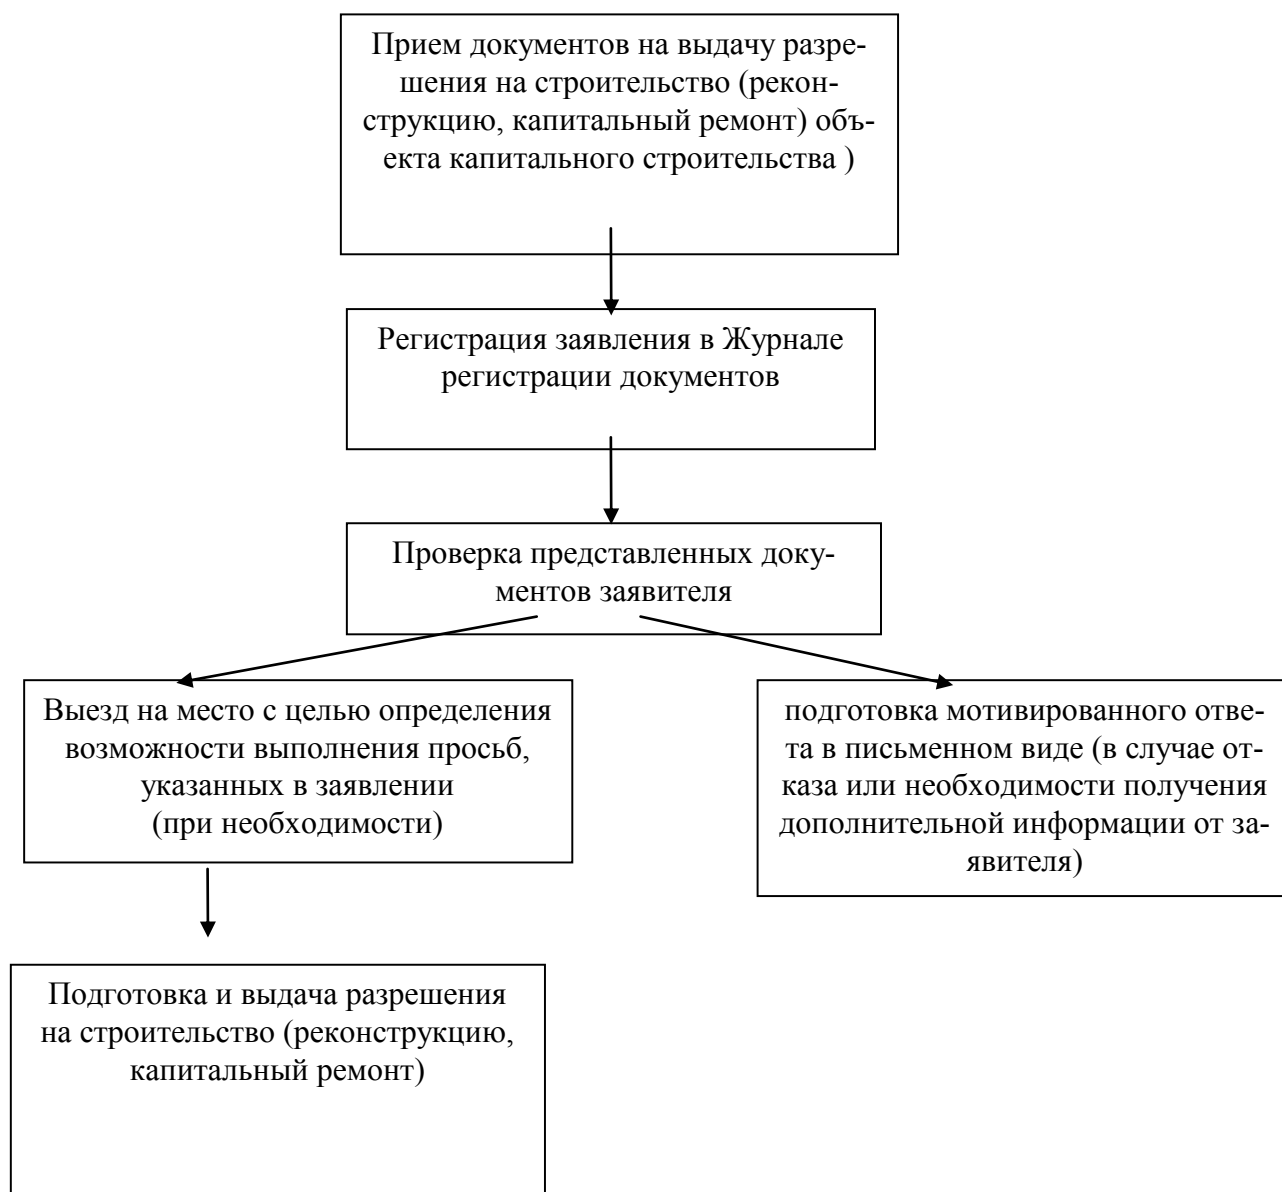 Прием документов на выдачу разре-
шения на строительство (рекон-
струкцию, капитальный ремонт) объ-
екта капитального строительства )
Регистрация заявления в Журнале
регистрации документов
Проверка представленных доку-
ментов заявителя
Выезд на место с целью определения
возможности выполнения просьб,
указанных в заявлении
(при необходимости)
подготовка мотивированного отве-
та в письменном виде (в случае от-
каза или необходимости получения
дополнительной информации от за-
явителя)
Подготовка и выдача разрешения
на строительство (реконструкцию,
капитальный ремонт)